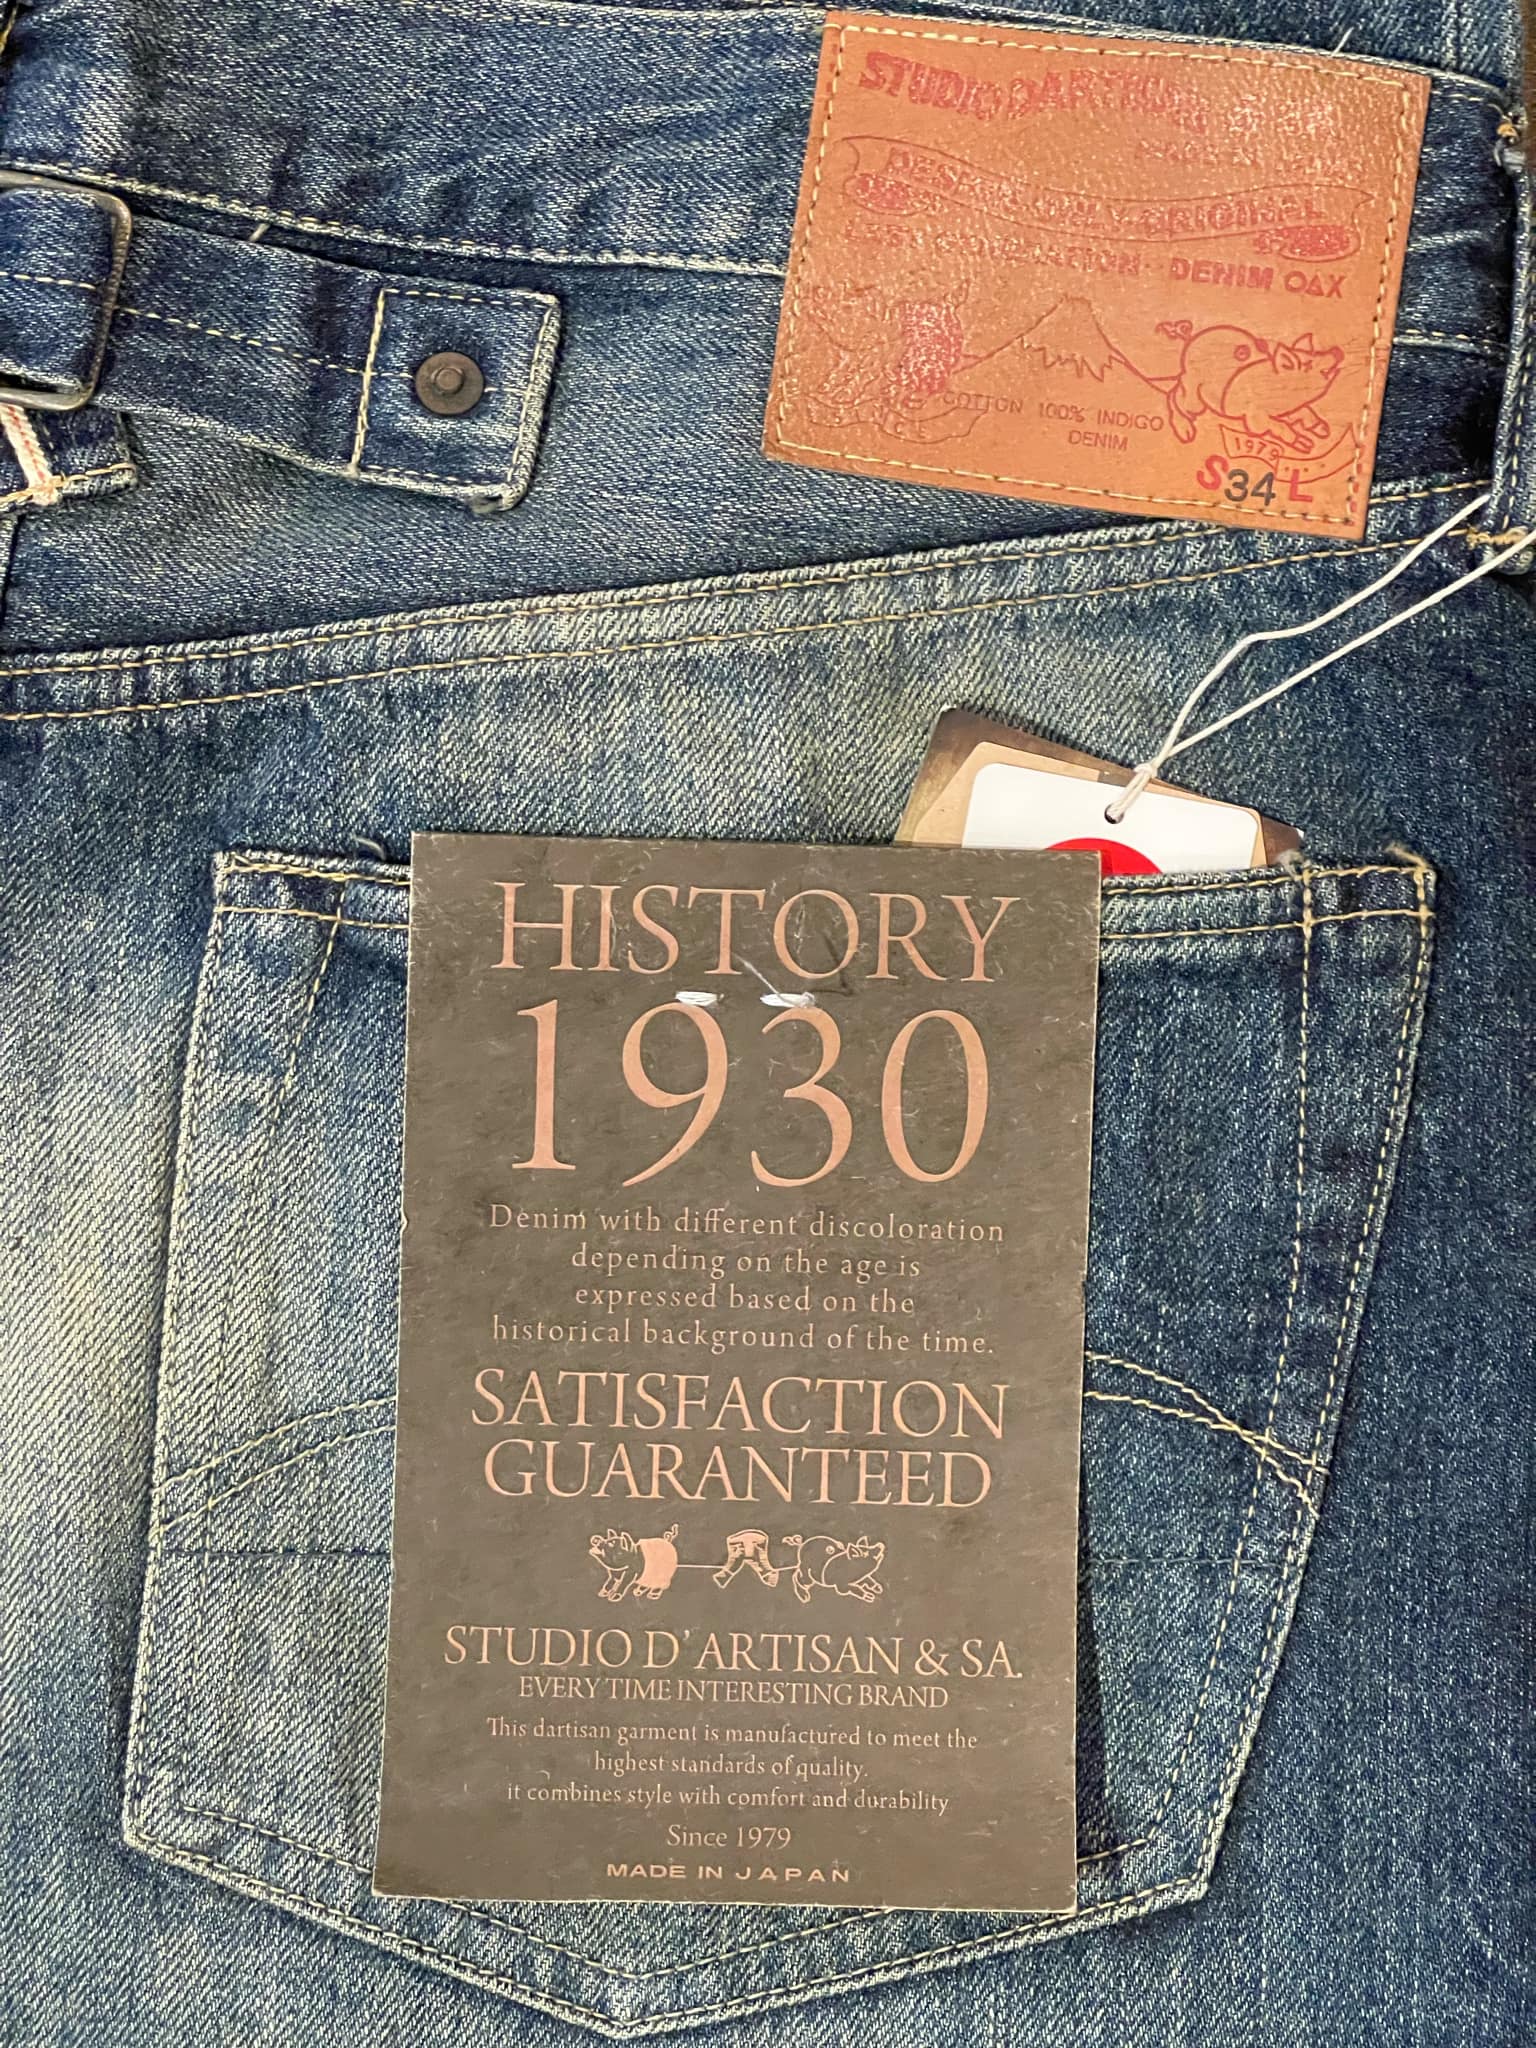 STUDIO D'ARTISAN
ORIGINAL
DENIM OAX
COTTON 100% INDIGO
DENIM
1979
S 34 L
HISTORY
1930
Denim with different discoloration
depending on the age is
expressed based on the
historical background of the time.
SATISFACTION
GUARANTEED
STUDIO D' ARTISAN & SA.
EVERY TIME INTERESTING BRAND
This dartisan garment is manufactured to meet the
highest standards of quality.
it combines style with comfort and durability
Since 1979
MADE IN JAPAN